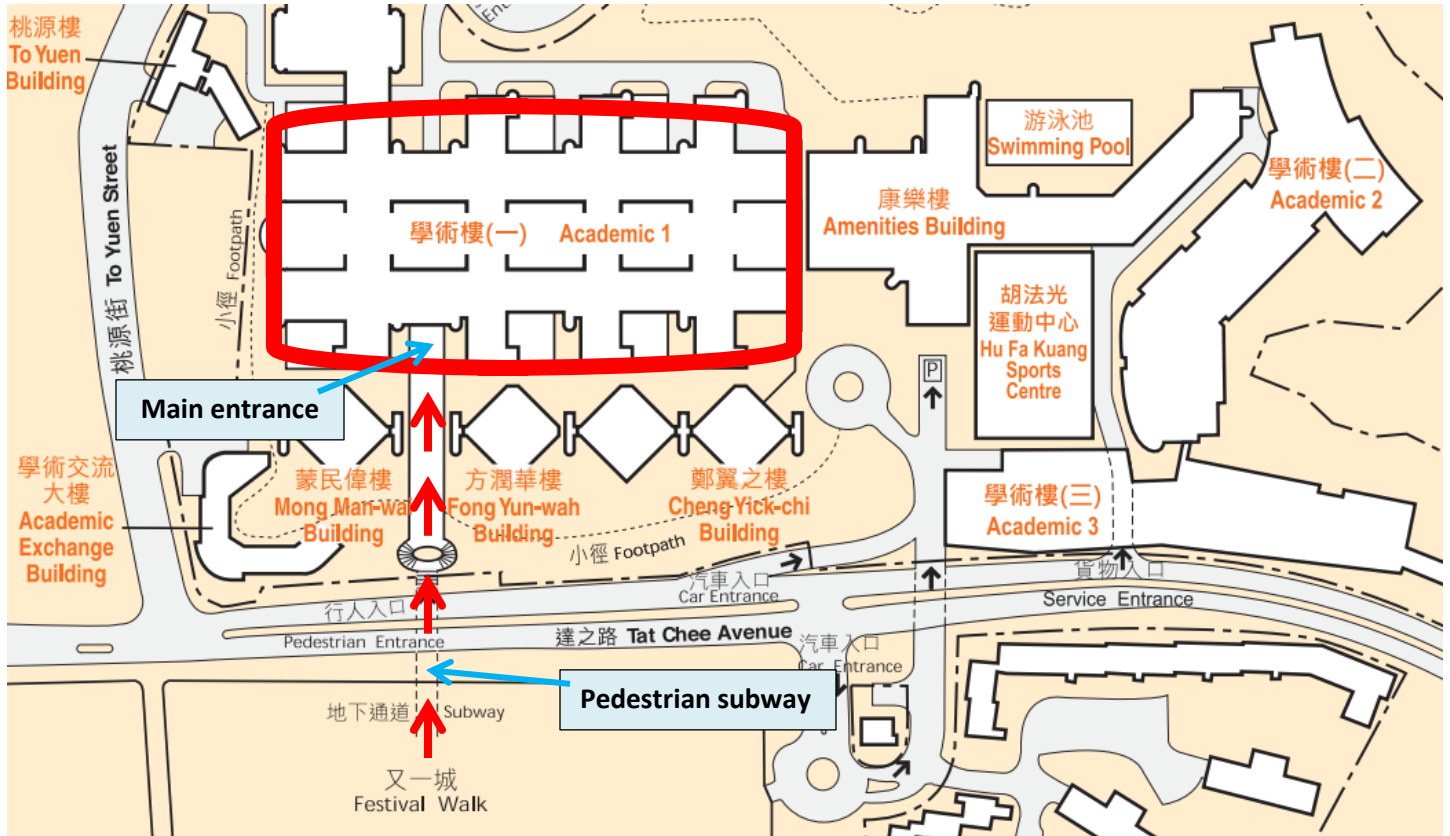 桃源樓
To Yuen
Building
桃源街 To Yuen Street
小徑 Footpath
學術樓(一) Academic 1
康樂樓
Amenities Building
游泳池
Swimming Pool
學術樓(二)
Academic 2
胡法光
運動中心
Hu Fa Kuang
Sports
Centre
P
Main entrance
學術交流
大樓
Academic
Exchange
Building
蒙民偉樓
Mong Man-wai
Building
方潤華樓
Fong Yun-wah
Building
鄭翼之樓
Cheng Yick-chi
Building
學術樓(三)
Academic 3
小徑 Footpath
汽車入口
Car Entrance
貨物入口
Service Entrance
行人入口
Pedestrian Entrance
達之路 Tat Chee Avenue
汽車入口
Car Entrance
Pedestrian subway
地下通道 Subway
又一城
Festival Walk